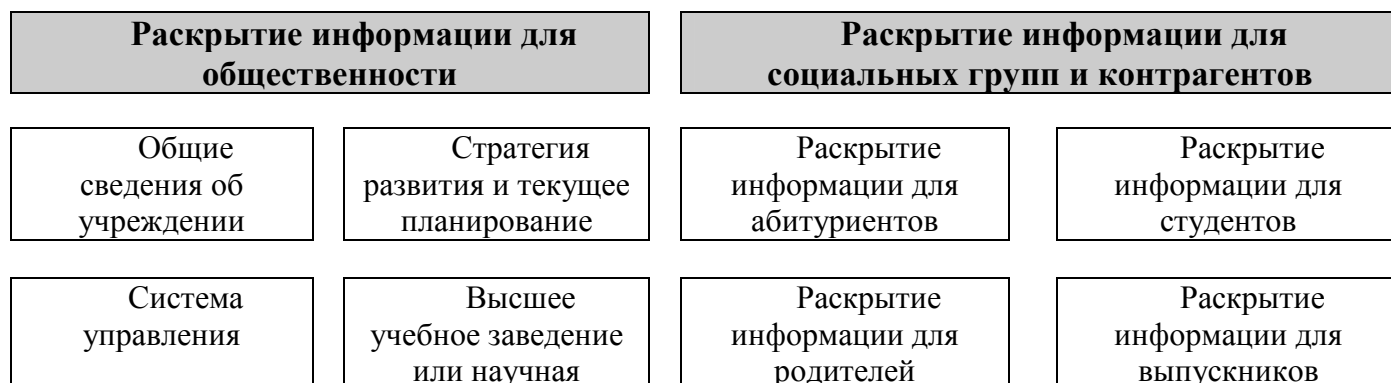 Раскрытие информации для
общественности
Раскрытие информации для
социальных групп и контрагентов
Общие
сведения об
учреждении
Стратегия
развития и текущее
планирование
Раскрытие
информации для
абитуриентов
Раскрытие
информации для
студентов
Система
управления
Высшее
учебное заведение
или научная
Раскрытие
информации для
родителей
Раскрытие
информации для
выпускников